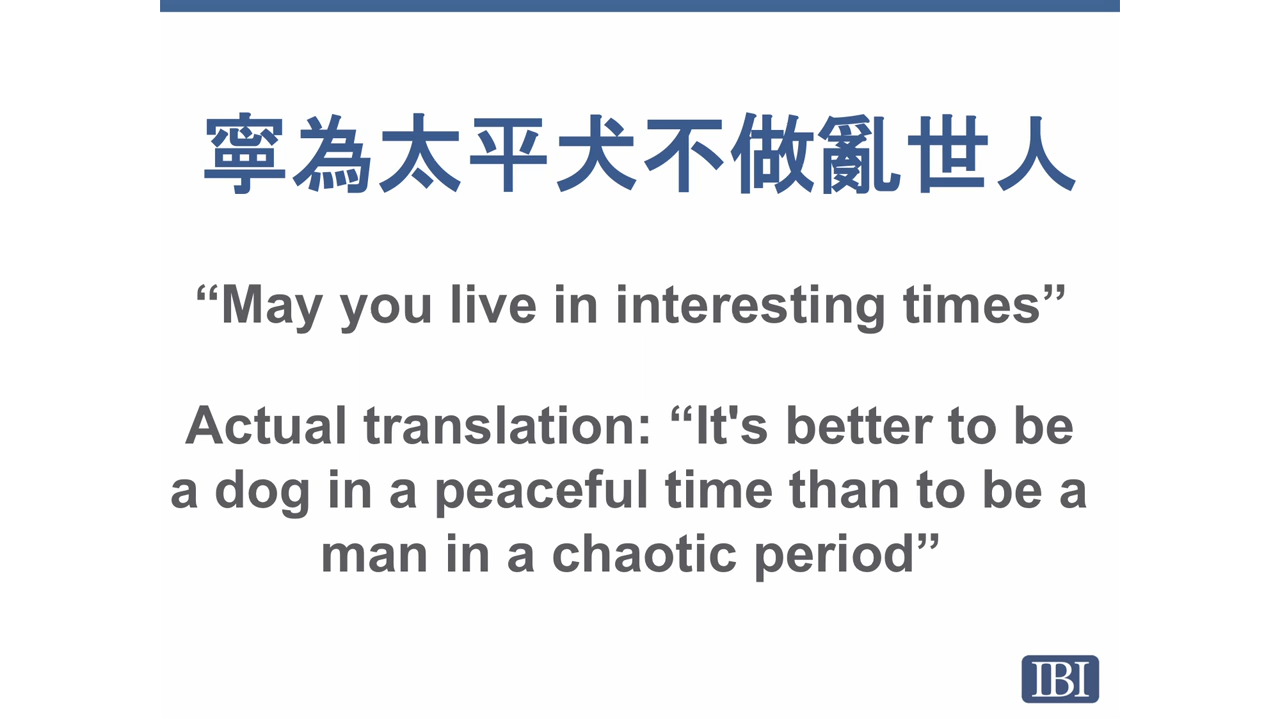 寧為太平犬不做亂世人
“May you live in interesting times”
Actual translation: “It's better to be
a dog in a peaceful time than to be a
man in a chaotic period”
IBI